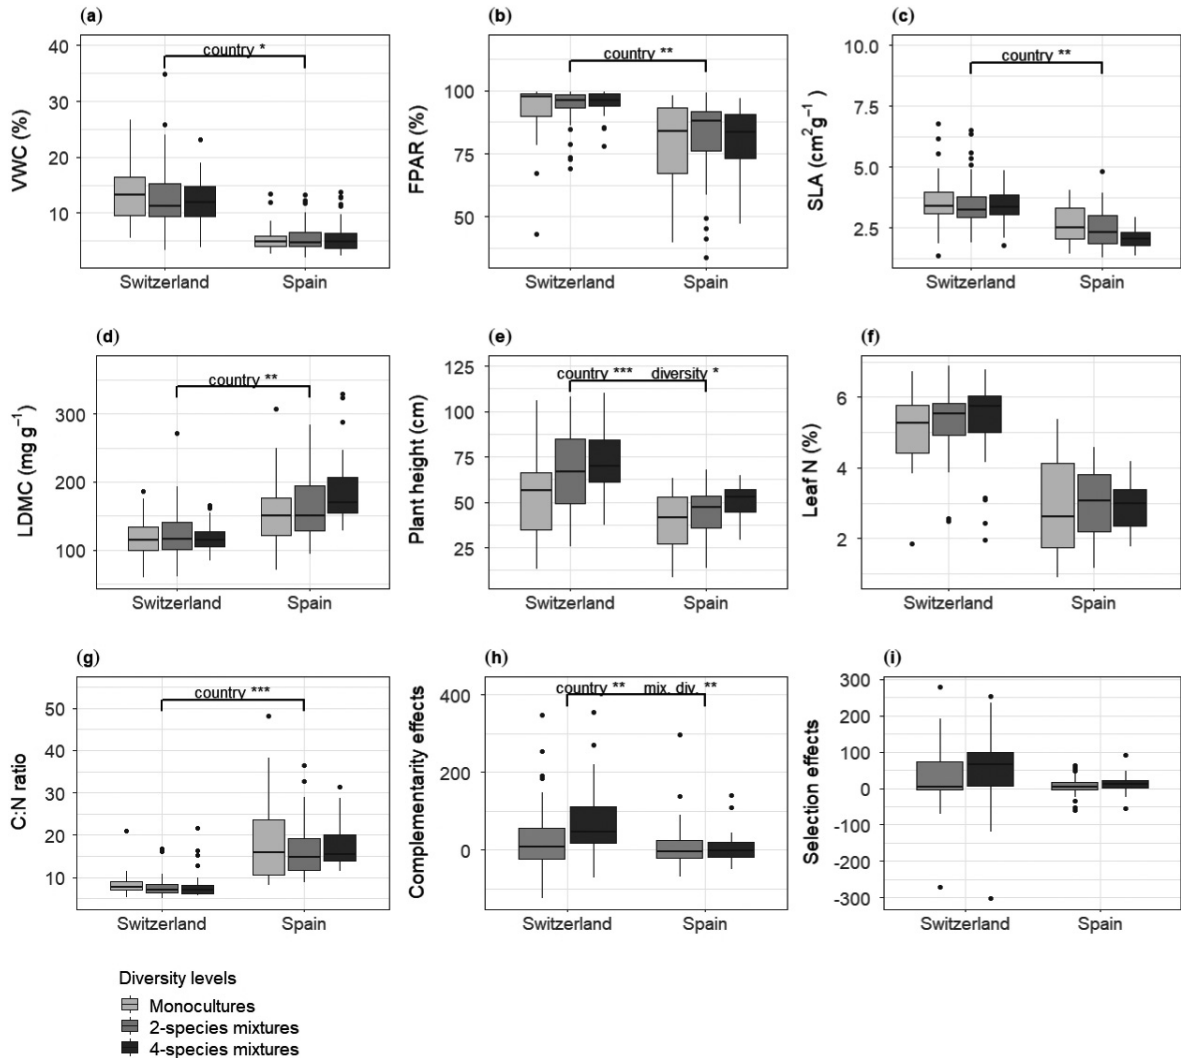 (a)
(b)
(c)
VWC (%)
40
30
20
10
country *
Switzerland Spain
FPAR (%)
100
75
50
country **
Switzerland Spain
SLA (cm²g⁻¹)
10.0
7.5
5.0
2.5
country **
Switzerland Spain
(d)
(e)
(f)
LDMC (mg g⁻¹)
300
200
100
country **
Switzerland Spain
Plant height (cm)
125
100
75
50
25
country *** diversity *
Switzerland Spain
Leaf N (%)
6
4
2
Switzerland Spain
(g)
(h)
(i)
C:N ratio
50
40
30
20
10
country ***
Switzerland Spain
Complementarity effects
400
200
0
country ** mix. div. **
Switzerland Spain
Selection effects
300
200
100
0
-100
-200
-300
Switzerland Spain
Diversity levels
Monocultures
2-species mixtures
4-species mixtures